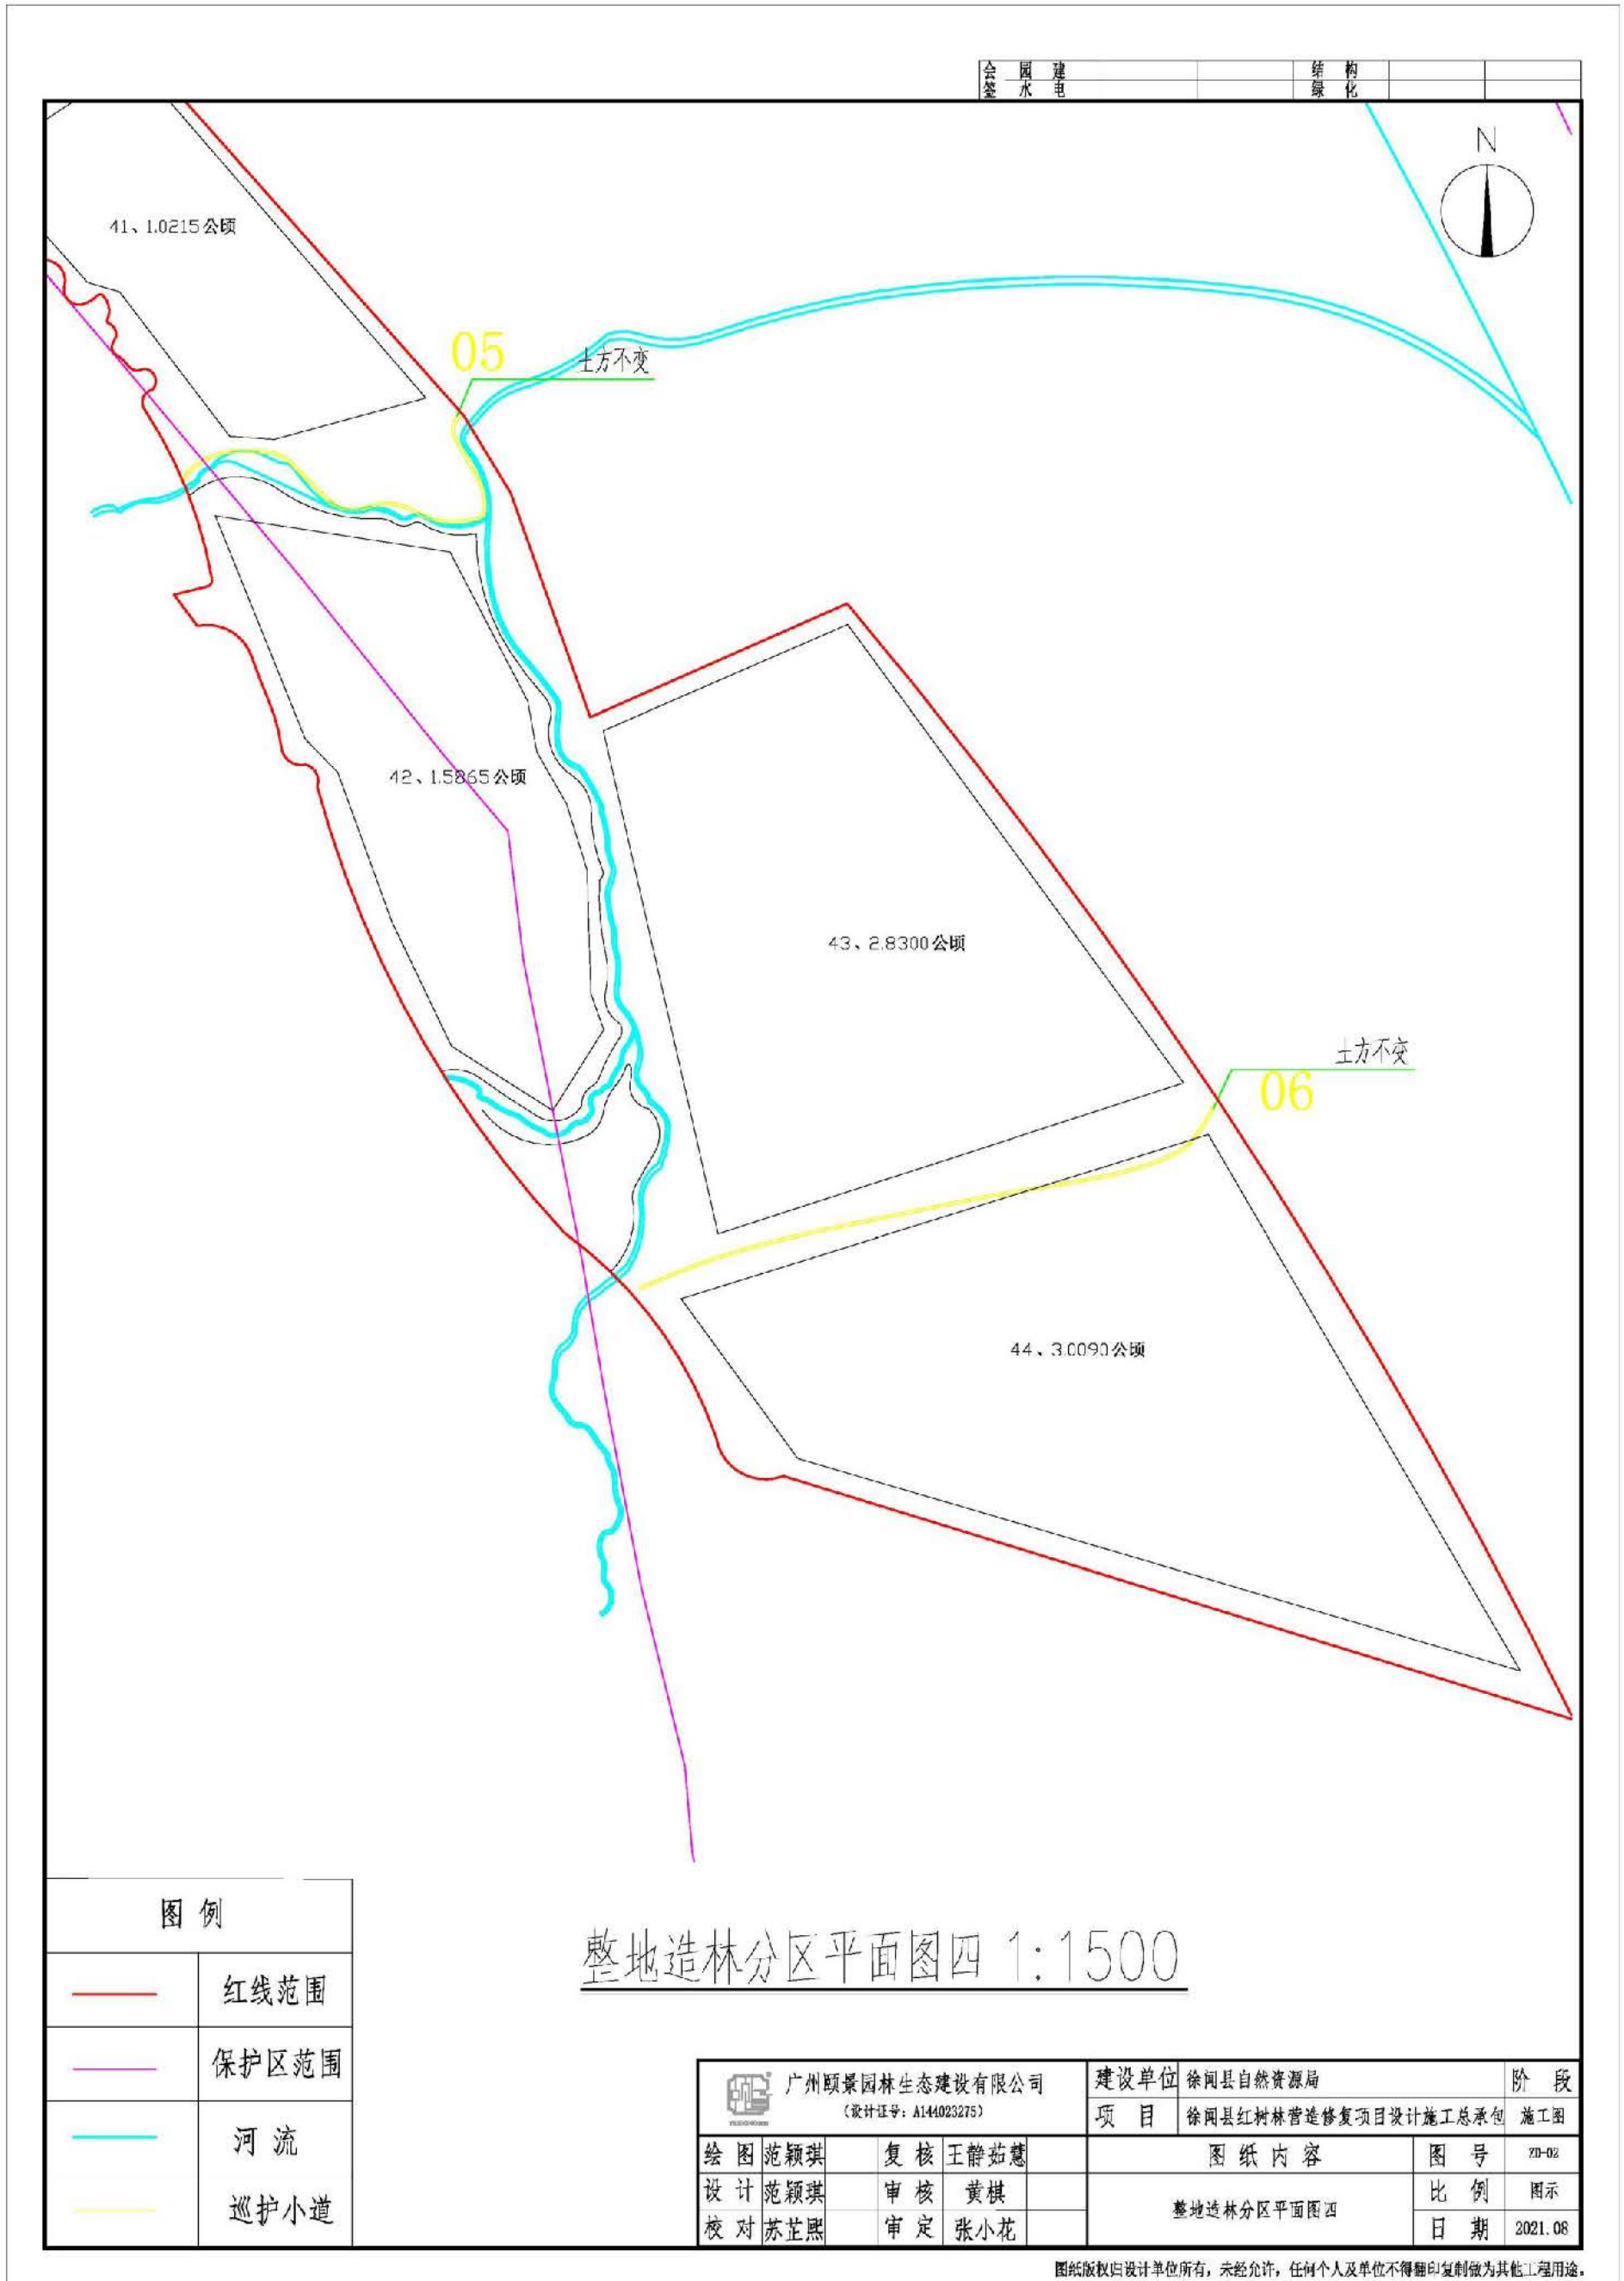 会 园 建 结 构
签 水 电 绿 化
N
41、1.0215公顷
05
土方不变
42、1.5865公顷
43、2.8300公顷
土方不变
06
44、3.0090公顷
图 例
红线范围
保护区范围
河 流
巡护小道
整地造林分区平面图四 1:1500
广州颐景园林生态建设有限公司
(设计证号: A144023275)
建设单位 徐闻县自然资源局 阶 段
项 目 徐闻县红树林营造修复项目设计施工总承包 施工图
绘 图 范颖琪 复 核 王静茹慧 图 纸 内 容 图 号 ZD-02
设 计 范颖琪 审 核 黄棋 整地造林分区平面图四 比 例 图示
校 对 苏芷熙 审 定 张小花 日 期 2021.08
图纸版权归设计单位所有，未经允许，任何个人及单位不得翻印复制做为其他工程用途。